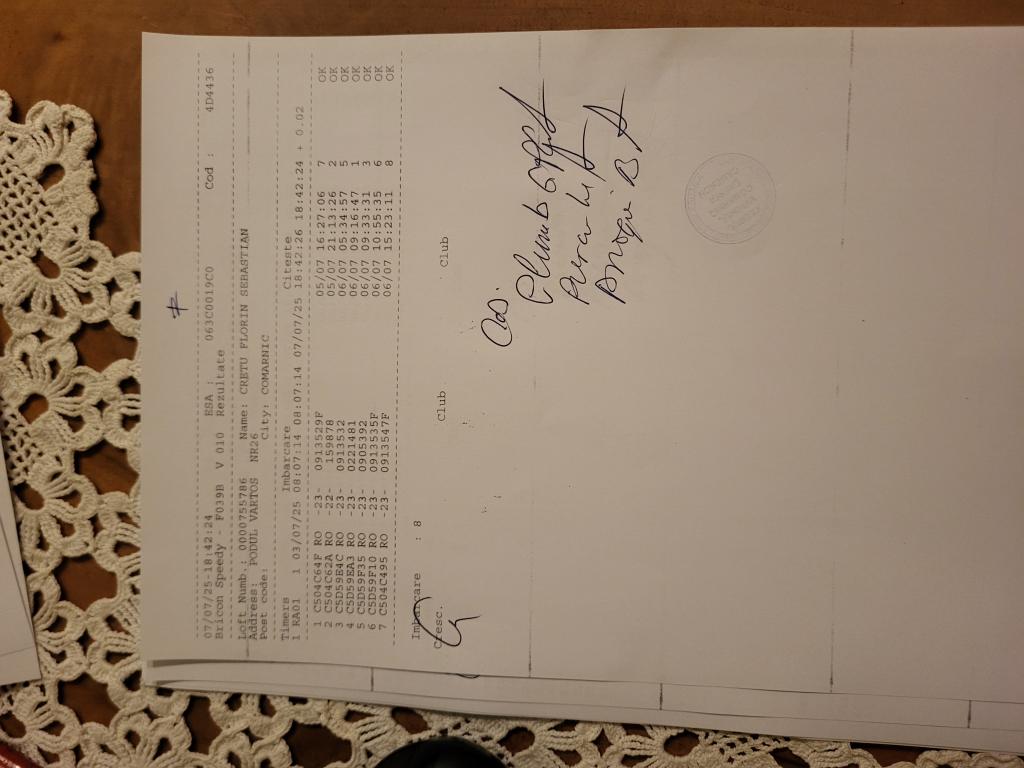 07/07/25-18:42:24
Bricon Speedy - F039B V 010 ESA : 063C0019C0 Cod : 4D4436
Rezultate
Loft Numb.: 0000755786 Name: CRETU FLORIN SEBASTIAN
Address: PODUL VARTOS NR26
Post code: City: COMARNIC
Timers Imbarcare Citeste
1 RA01 1 03/07/25 08:07:14 08:07:14 07/07/25 18:42:26 18:42:24 + 0.02
1 C504C64F RO -23- 0913529F 05/07 16:27:06 7 OK
2 C504C62A RO -22- 159878 05/07 21:13:26 2 OK
3 C5D59E4C RO -23- 0913532 06/07 05:34:57 5 OK
4 C5D59EA3 RO -23- 0221481 06/07 09:16:47 1 OK
5 C5D59F35 RO -23- 0905392 06/07 09:33:31 3 OK
6 C5D59F10 RO -23- 0913535F 06/07 10:55:35 6 OK
7 C504C495 RO -23- 0913547F 06/07 15:23:11 8 OK
Imbarcare : 8
Cresc. Club Club